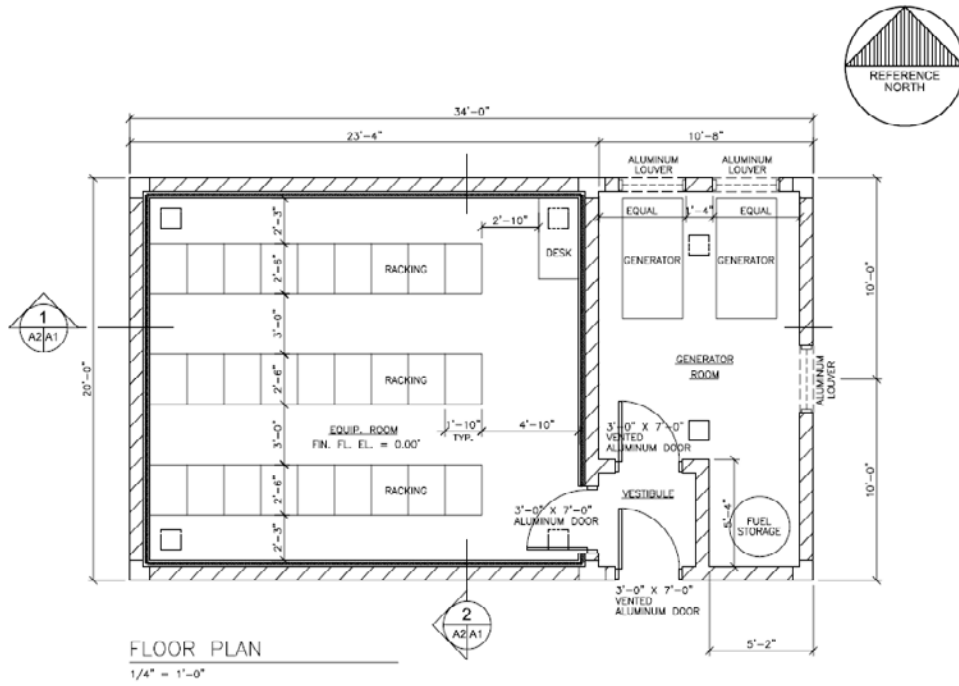 REFERENCE
NORTH
34'-0"
23'-4"
10'-8"
ALUMINUM
LOUVER
ALUMINUM
LOUVER
2'-3"
2'-10"
EQUAL
1'-4"
EQUAL
DESK
RACKING
2'-6"
GENERATOR
GENERATOR
10'-0"
1
A2 A1
3'-0"
20'-0"
GENERATOR
ROOM
ALUMINUM
LOUVER
RACKING
2'-6"
1'-10"
TYP.
4'-10"
EQUIP. ROOM
FIN. FL. EL. = 0.00'
3'-0"
3'-0" X 7'-0"
VENTED
ALUMINUM DOOR
RACKING
2'-6"
VESTIBULE
5'-4"
10'-0"
3'-0" X 7'-0"
ALUMINUM DOOR
FUEL
STORAGE
2'-3"
3'-0" X 7'-0"
VENTED
ALUMINUM DOOR
2
A2 A1
5'-2"
FLOOR PLAN
1/4" = 1'-0"